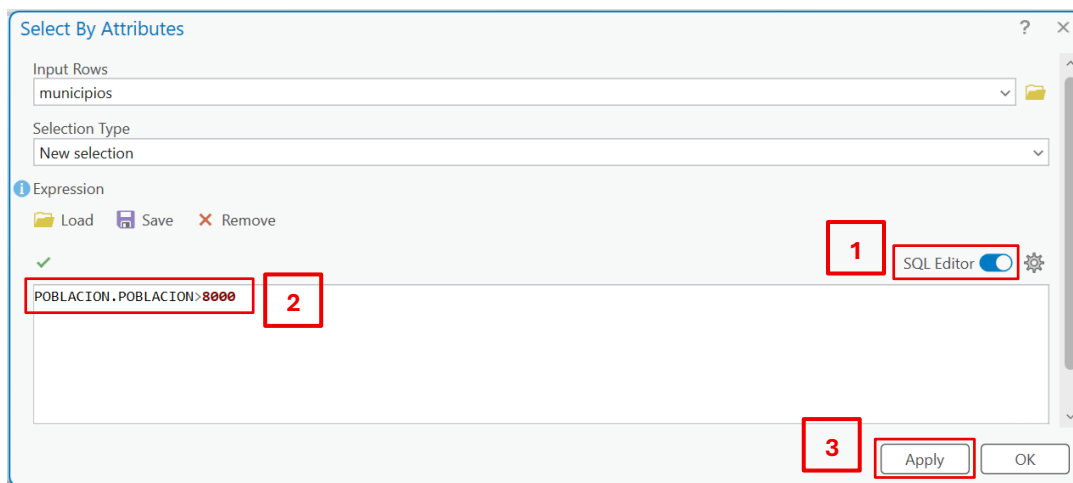 Select By Attributes ? ×
Input Rows
municipios
Selection Type
New selection
Expression
Load Save Remove
1
SQL Editor
POBLACION.POBLACION>8000
2
3
Apply OK